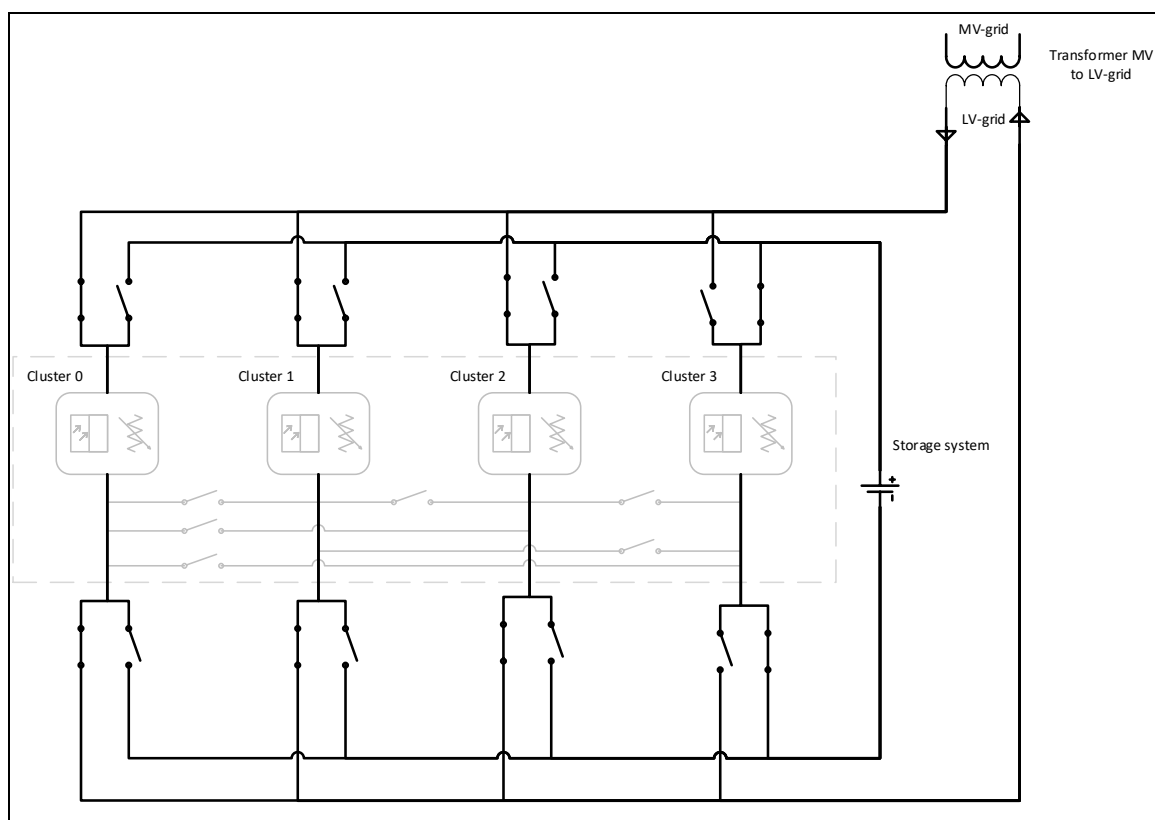 MV-grid
Transformer MV
to LV-grid
LV-grid
Cluster 0
Cluster 1
Cluster 2
Cluster 3
Storage system